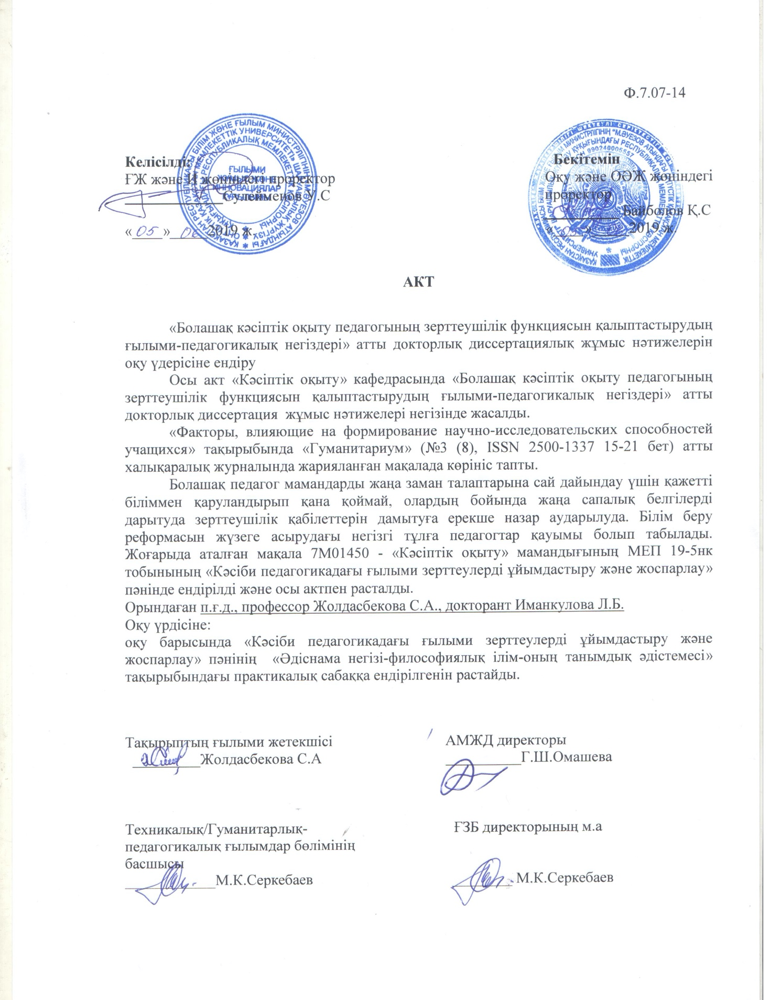 Ф.7.07-14
Келісілді:
ҒЖ және И жөніндегі проректор
Сулейменов У.С
«05» 06 2019 ж.
Бекітемін
Оқу және ОӘЖ жөніндегі
проректор
Байболов Қ.С
« » 2019 ж.
ҒЫЛЫМИ
ЖҰМЫС ЖӘНЕ
ИННОВАЦИЯЛАР
АКТ
«Болашақ кәсіптік оқыту педагогының зерттеушілік функциясын қалыптастырудың
ғылыми-педагогикалық негіздері» атты докторлық диссертациялық жұмыс нәтижелерін
оқу үдерісіне ендіру
Осы акт «Кәсіптік оқыту» кафедрасында «Болашақ кәсіптік оқыту педагогының
зерттеушілік функциясын қалыптастырудың ғылыми-педагогикалық негіздері» атты
докторлық диссертация жұмыс нәтижелері негізінде жасалды.
«Факторы, влияющие на формирование научно-исследовательских способностей
учащихся» тақырыбында «Гуманитариум» (№3 (8), ISSN 2500-1337 15-21 бет) атты
халықаралық журналында жарияланған мақалада көрініс тапты.
Болашақ педагог мамандарды жаңа заман талаптарына сай дайындау үшін қажетті
біліммен қаруландырып қана қоймай, олардың бойында жаңа сапалық белгілерді
дарытуда зерттеушілік қабілеттерін дамытуға ерекше назар аударылуда. Білім беру
реформасын жүзеге асырудағы негізгі тұлға педагогтар қауымы болып табылады.
Жоғарыда аталған мақала 7М01450 - «Кәсіптік оқыту» мамандығының МЕП 19-5нк
тобынының «Кәсіби педагогикадағы ғылыми зерттеулерді ұйымдастыру және жоспарлау»
пәнінде ендірілді және осы актпен расталды.
Орындаған п.ғ.д., профессор Жолдасбекова С.А., докторант Иманкулова Л.Б.
Оқу үрдісіне:
оқу барысында «Кәсіби педагогикадағы ғылыми зерттеулерді ұйымдастыру және
жоспарлау» пәнінің «Әдіснама негізі-философиялық ілім-оның танымдық әдістемесі»
тақырыбындағы практикалық сабаққа ендірілгенін растайды.
Тақырыптың ғылыми жетекшісі
Жолдасбекова С.А
АМЖД директоры
Г.Ш.Омашева
Техникалық/Гуманитарлық-
педагогикалық ғылымдар бөлімінің
басшысы
М.К.Серкебаев
ҒЗБ директорының м.а
М.К.Серкебаев